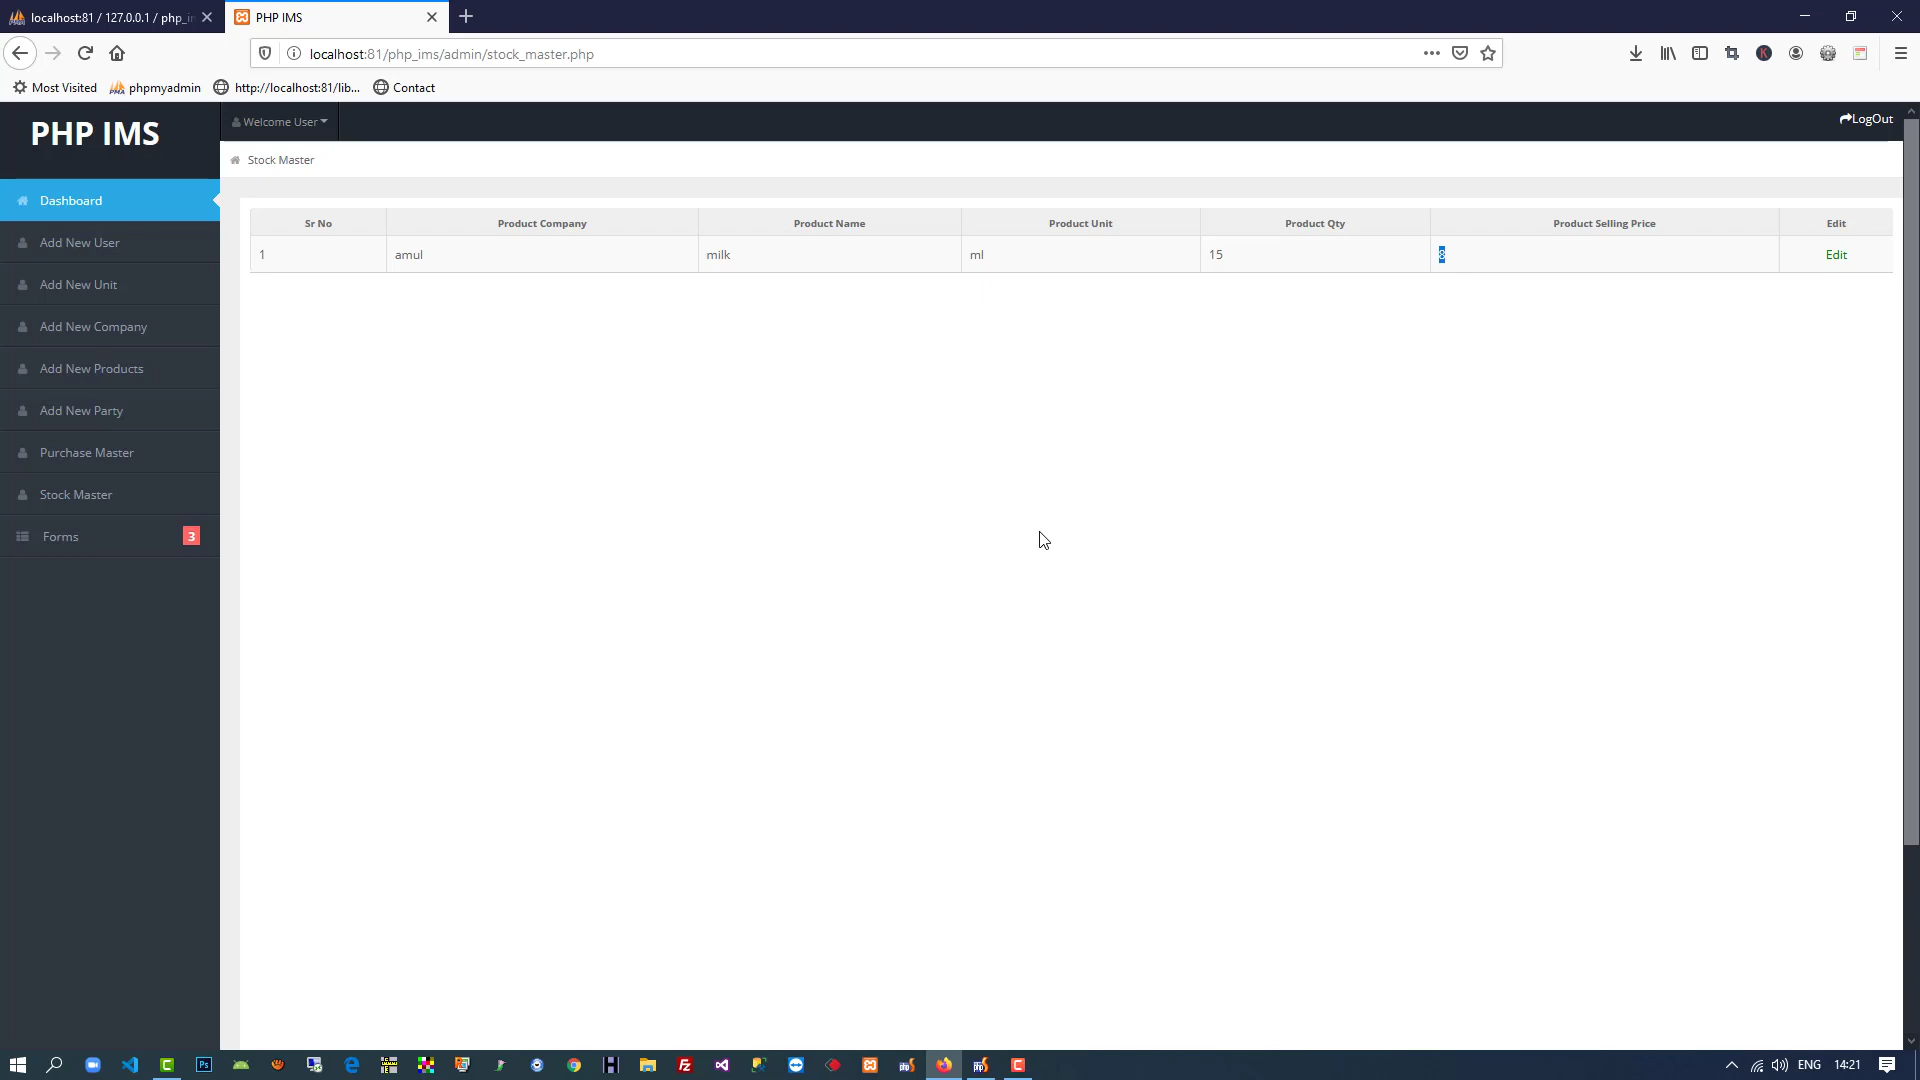 localhost:81 / 127.0.0.1 / php_i
PHP IMS
localhost:81/php_ims/admin/stock_master.php
Most Visited
phpmyadmin
http://localhost:81/lib...
Contact
PHP IMS
Welcome User
LogOut
Stock Master
Dashboard
Add New User
Add New Unit
Add New Company
Add New Products
Add New Party
Purchase Master
Stock Master
Forms 3
Sr No Product Company Product Name Product Unit Product Qty Product Selling Price Edit
1 amul milk ml 15 8 Edit
ENG 14:21